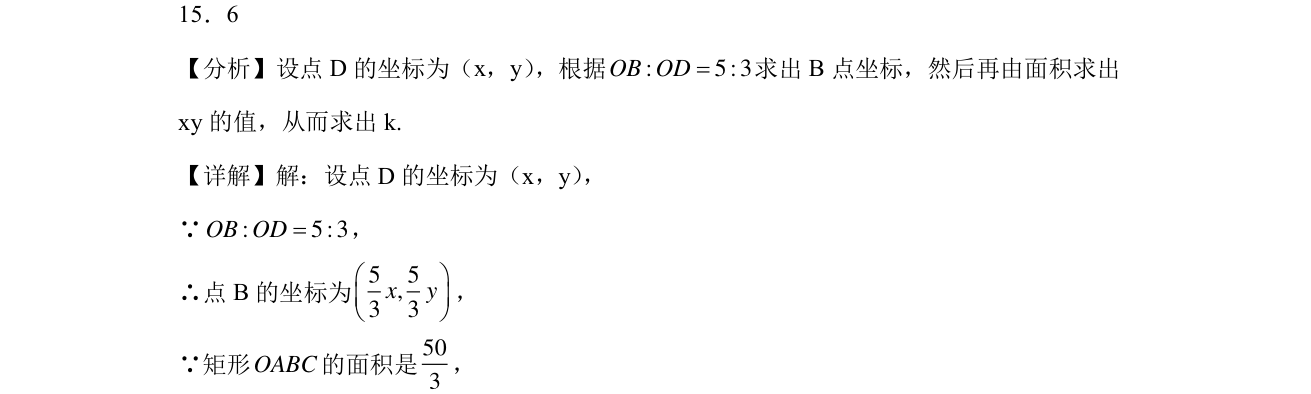 15．6
【分析】设点 D 的坐标为（x，y），根据OB:OD=5:3求出 B 点坐标，然后再由面积求出
xy 的值，从而求出 k.
【详解】解：设点 D 的坐标为（x，y），
∵OB:OD=5:3，
∴点 B 的坐标为(5/3 x, 5/3 y)，
∵矩形OABC的面积是50/3，